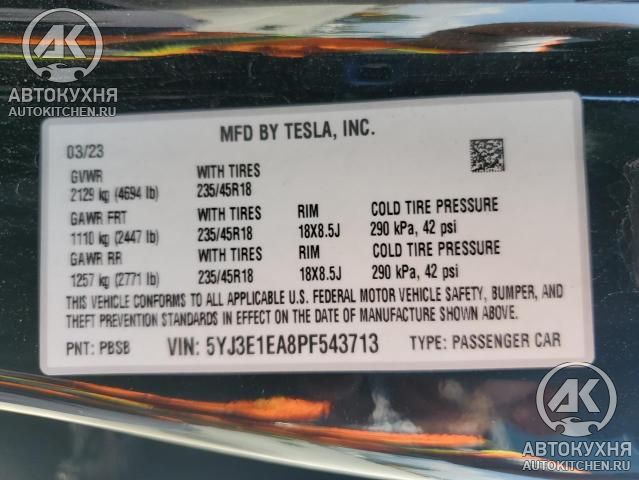 АК
АВТОКУХНЯ
AUTOKITCHEN.RU
MFD BY TESLA, INC.
03/23
GVWR WITH TIRES
2129 kg (4694 lb) 235/45R18
GAWR FRT WITH TIRES RIM COLD TIRE PRESSURE
1110 kg (2447 lb) 235/45R18 18X8.5J 290 kPa, 42 psi
GAWR RR WITH TIRES RIM COLD TIRE PRESSURE
1257 kg (2771 lb) 235/45R18 18X8.5J 290 kPa, 42 psi
THIS VEHICLE CONFORMS TO ALL APPLICABLE U.S. FEDERAL MOTOR VEHICLE SAFETY, BUMPER, AND
THEFT PREVENTION STANDARDS IN EFFECT ON THE DATE OF MANUFACTURE SHOWN ABOVE.
PNT: PBSB VIN: 5YJ3E1EA8PF543713 TYPE: PASSENGER CAR
АК
АВТОКУХНЯ
AUTOKITCHEN.RU